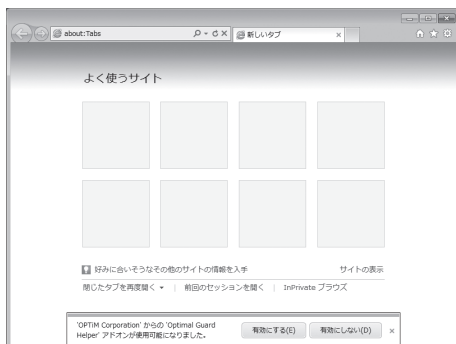 about:Tabs
新しいタブ
よく使うサイト
好みに合いそうなその他のサイトの情報を入手 サイトの表示
閉じたタブを再度開く ▼ | 前回のセッションを開く | InPrivate ブラウズ
'OPTiM Corporation' からの 'Optimal Guard
Helper' アドオンが使用可能になりました。
有効にする(E) 有効にしない(D)